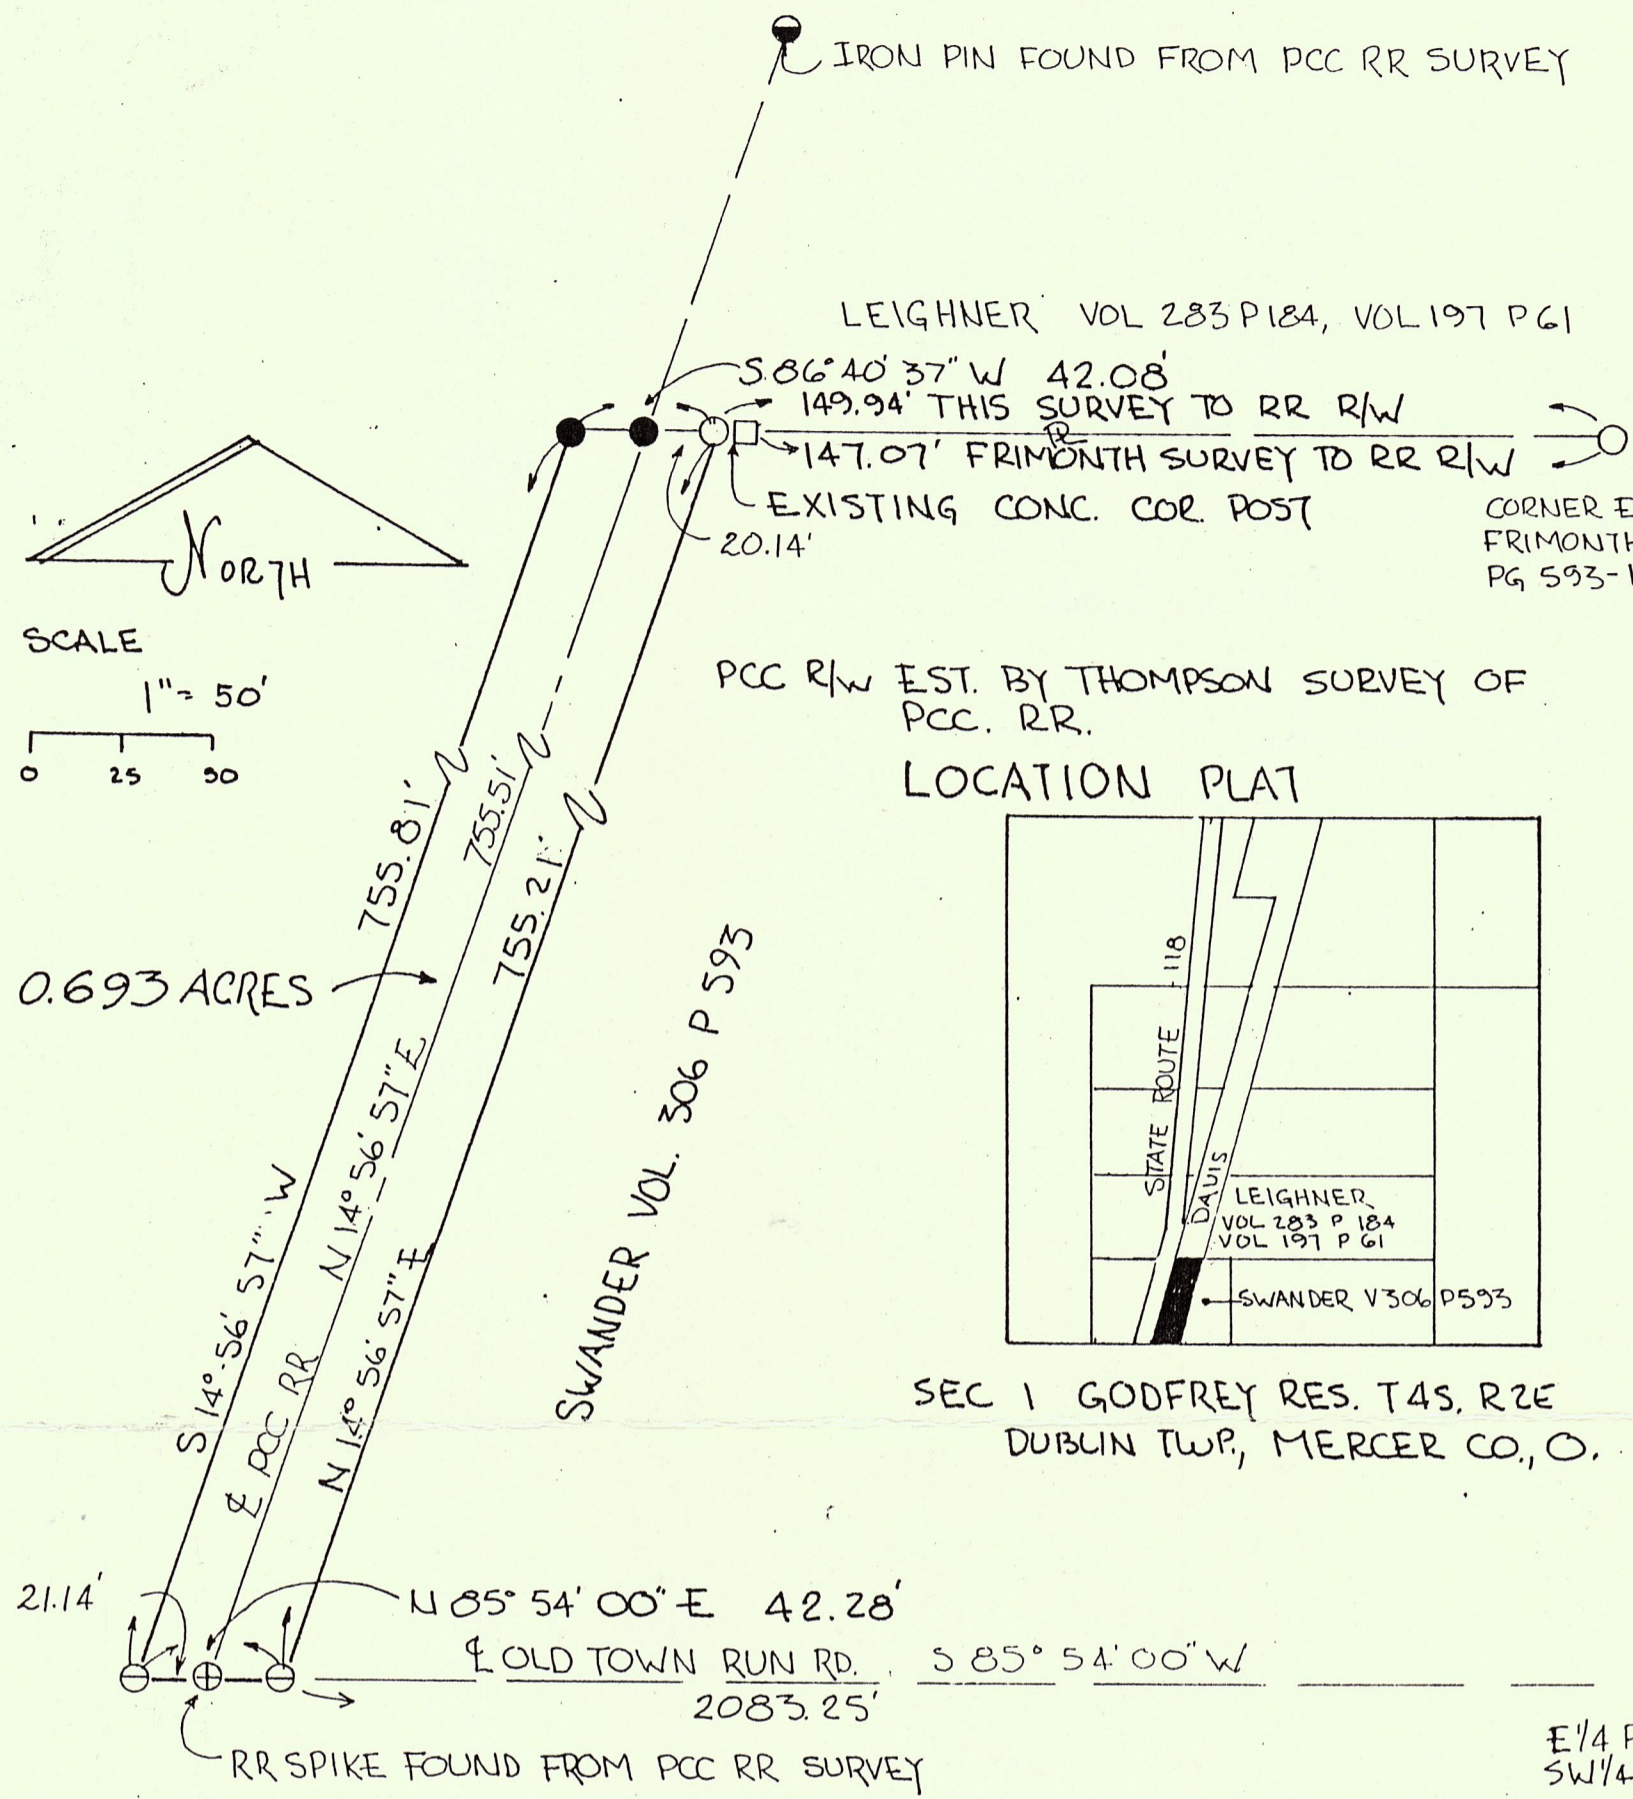 IRON PIN FOUND FROM PCC RR SURVEY
LEIGHNER VOL 283 P 184, VOL 197 P 61
S.86° 40' 37" W 42.08'
149.94' THIS SURVEY TO RR R/W
147.07' FRIMONTH SURVEY TO RR R/W
EXISTING CONC. COR. POST
20.14'
CORNER E
FRIMONTH
PG 593-1
NORTH
SCALE
1" = 50'
0 25 50
PCC R/W EST. BY THOMPSON SURVEY OF
PCC. RR.
755.81'
755.51'
755.21'
0.693 ACRES
S 14°-56' 57" W
℄ PCC RR N 14° 56' 57" E
N 14° 56' 57" E
SWANDER VOL. 306 P 593
LOCATION PLAT
STATE ROUTE 118
DAVIS
LEIGHNER
VOL 283 P 184
VOL 197 P 61
SWANDER V306 P593
SEC 1 GODFREY RES. T4S. R2E
DUBLIN TWP., MERCER CO., O.
21.14'
N 85° 54' 00" E 42.28'
℄ OLD TOWN RUN RD. S 85° 54' 00" W
2083.25'
RR SPIKE FOUND FROM PCC RR SURVEY
E 1/4
SW 1/4